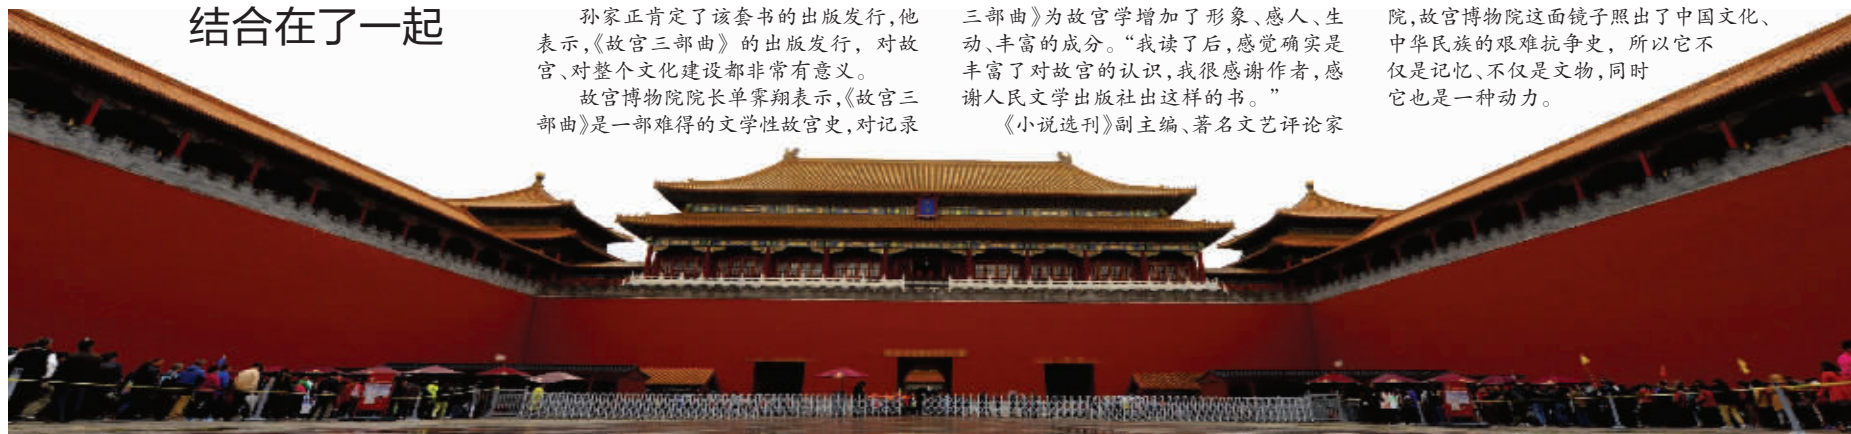 结合在了一起
孙家正肯定了该套书的出版发行,他
表示,《故宫三部曲》的出版发行,对故
宫、对整个文化建设都非常有意义。
故宫博物院院长单霁翔表示,《故宫三
部曲》是一部难得的文学性故宫史,对记录
三部曲》为故宫学增加了形象、感人、生
动、丰富的成分。“我读了后,感觉确实是
丰富了对故宫的认识,我很感谢作者,感
谢人民文学出版社出这样的书。”
《小说选刊》副主编、著名文艺评论家
院,故宫博物院这面镜子照出了中国文化、
中华民族的艰难抗争史,所以它不
仅是记忆、不仅是文物,同时
它也是一种动力。